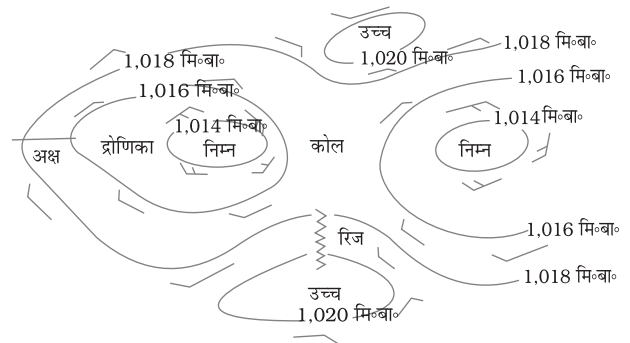 उच्च
1,020 मि॰बा॰
1,018 मि॰बा॰
1,018 मि॰बा॰
1,016 मि॰बा॰
1,016 मि॰बा॰
1,014 मि॰बा॰
1,014मि॰बा॰
अक्ष
द्रोणिका
निम्न
कोल
निम्न
1,016 मि॰बा॰
रिज
1,018 मि॰बा॰
उच्च
1,020 मि॰बा॰